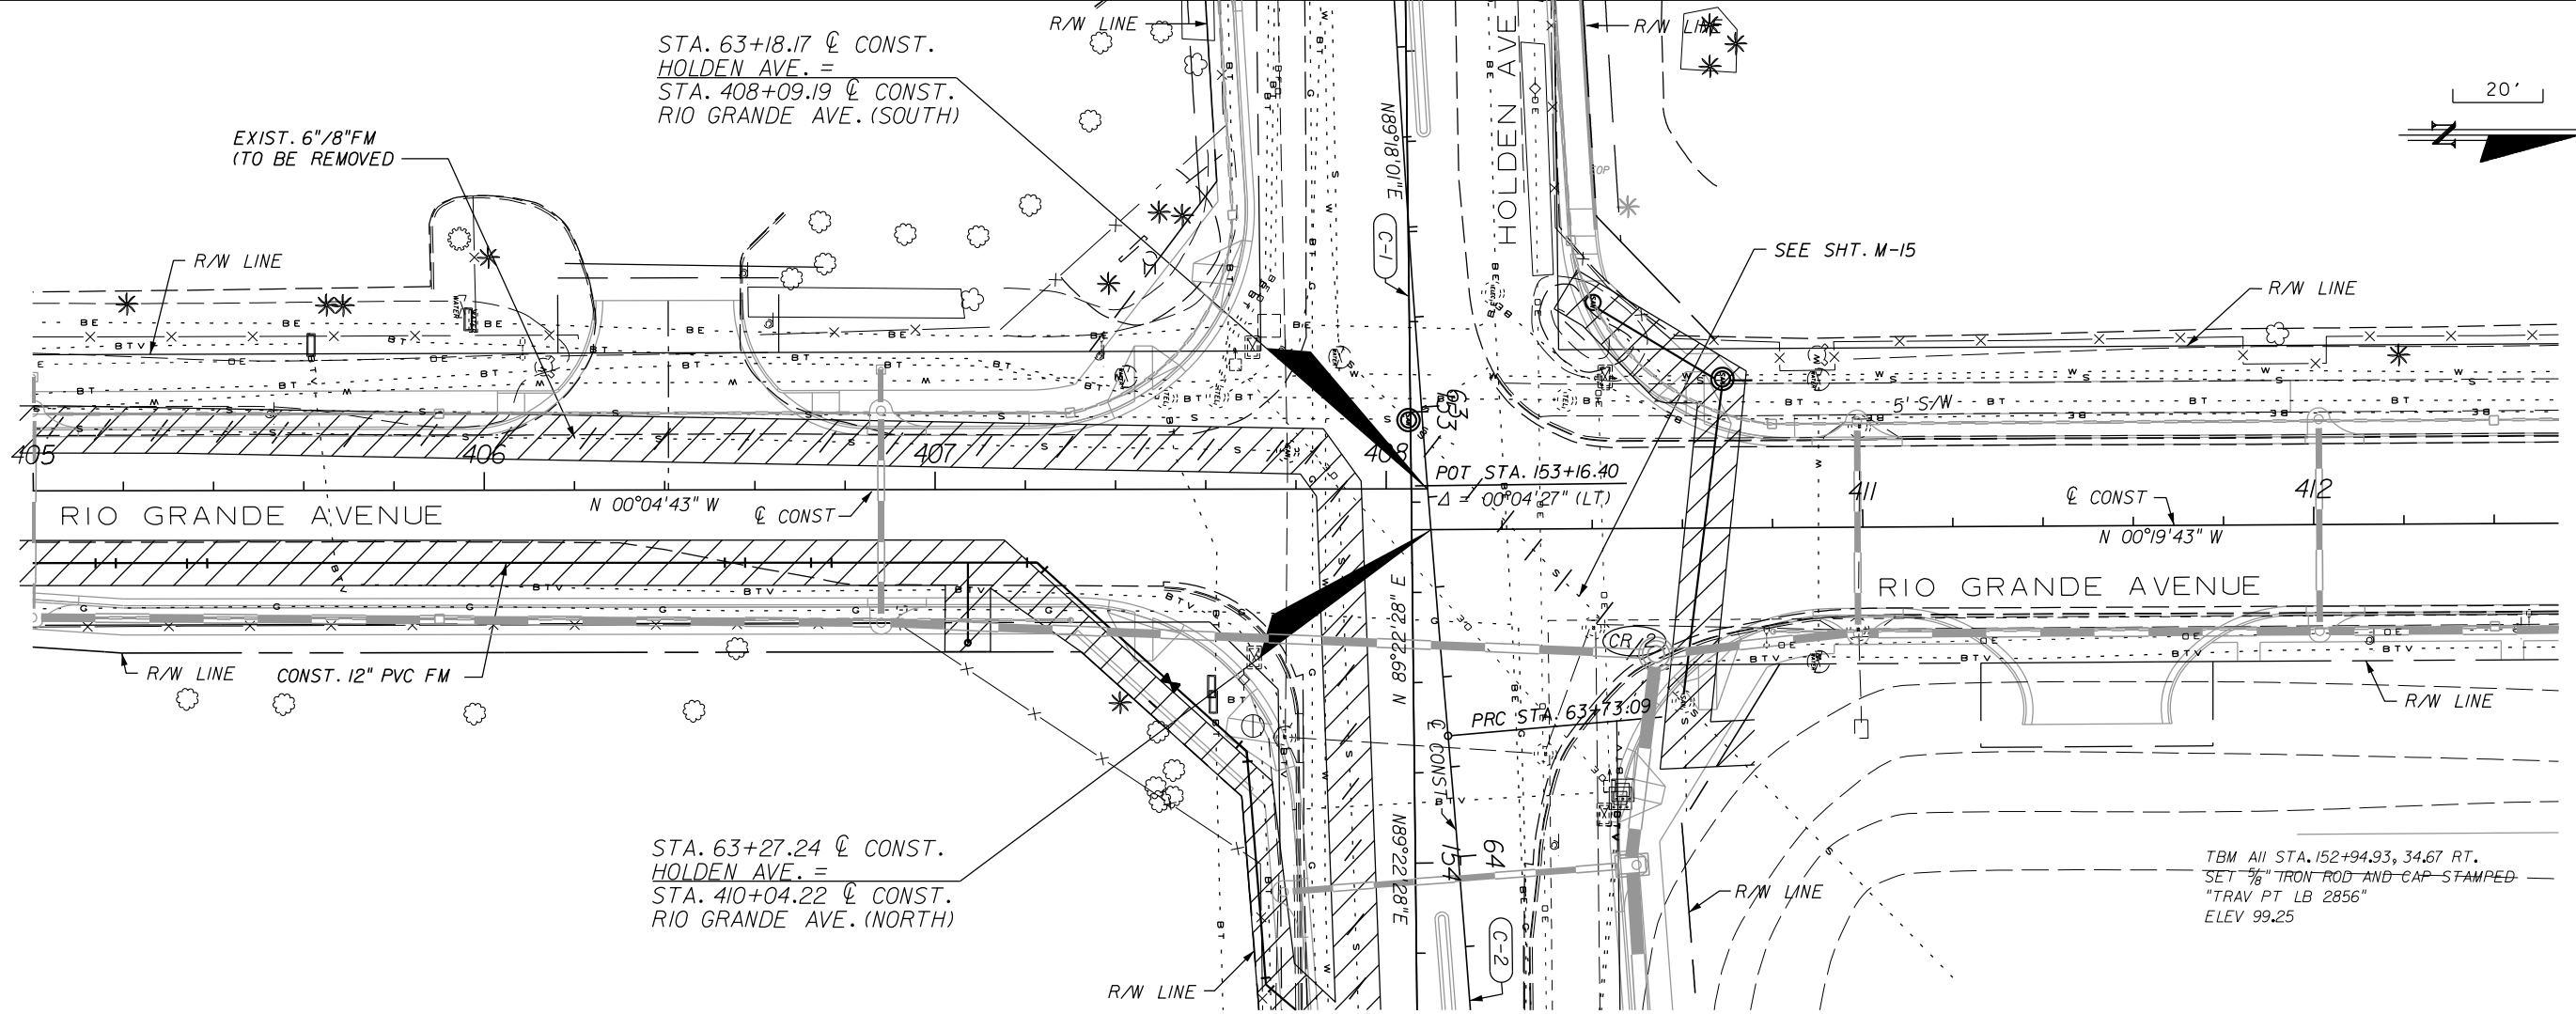 R/W LINE
R/W LINE
STA. 63+18.17 ℄ CONST.
HOLDEN AVE. =
STA. 408+09.19 ℄ CONST.
RIO GRANDE AVE. (SOUTH)
HOLDEN AVE
20'
N
EXIST. 6"/8"FM
(TO BE REMOVED
N89°18'01"E
EOP
C-1
SEE SHT. M-15
R/W LINE
R/W LINE
5' S/W
63
153
405
406
407
408
POT STA. 153+16.40
Δ = 00°04'27" (LT)
411
412
℄ CONST
N 00°04'43" W
℄ CONST
RIO GRANDE AVENUE
N 00°19'43" W
RIO GRANDE AVENUE
N 88°22'28" E
CR 2
R/W LINE
CONST. 12" PVC FM
R/W LINE
PRC STA. 63+73.09
℄ CONST
N89°22'28"E
64
154
STA. 63+27.24 ℄ CONST.
HOLDEN AVE. =
STA. 410+04.22 ℄ CONST.
RIO GRANDE AVE. (NORTH)
R/W LINE
C-2
R/W LINE
TBM A11 STA. 152+94.93, 34.67 RT.
SET 5/8" IRON ROD AND CAP STAMPED
"TRAV PT LB 2856"
ELEV 99.25